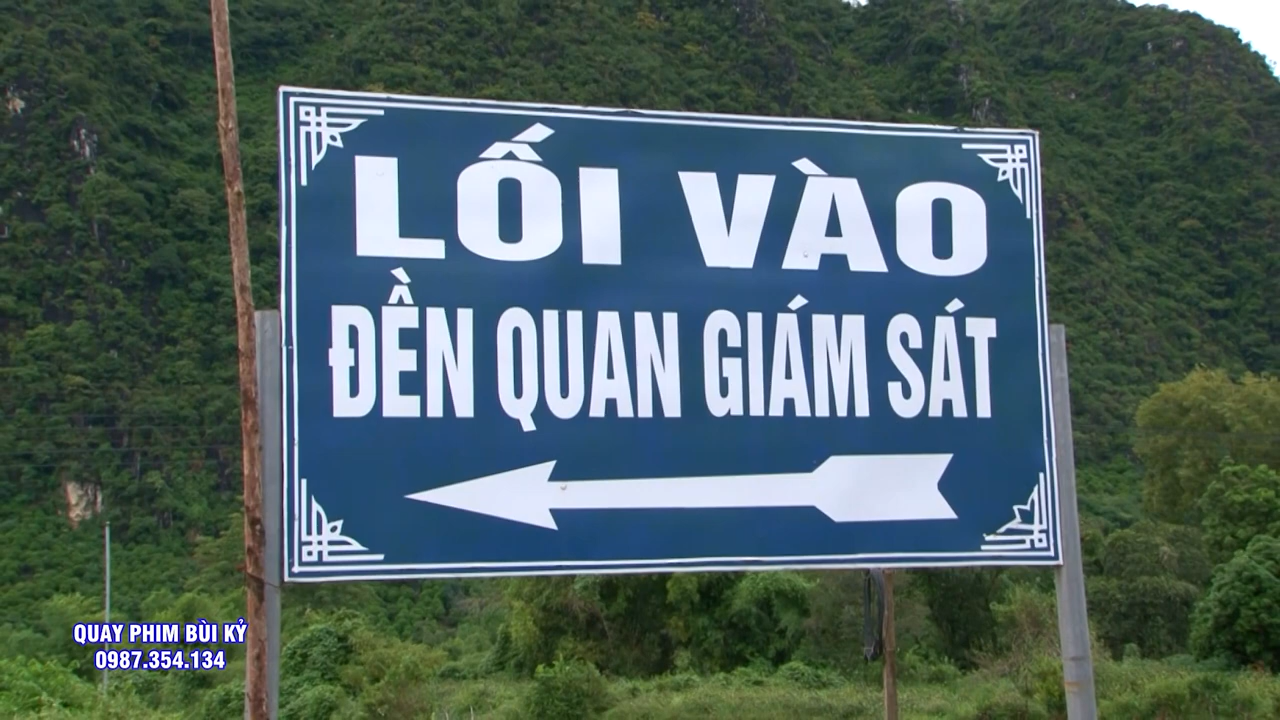 LỐI VÀO
ĐỀN QUAN GIÁM SÁT
QUAY PHIM BÙI KỶ
0987.354.134